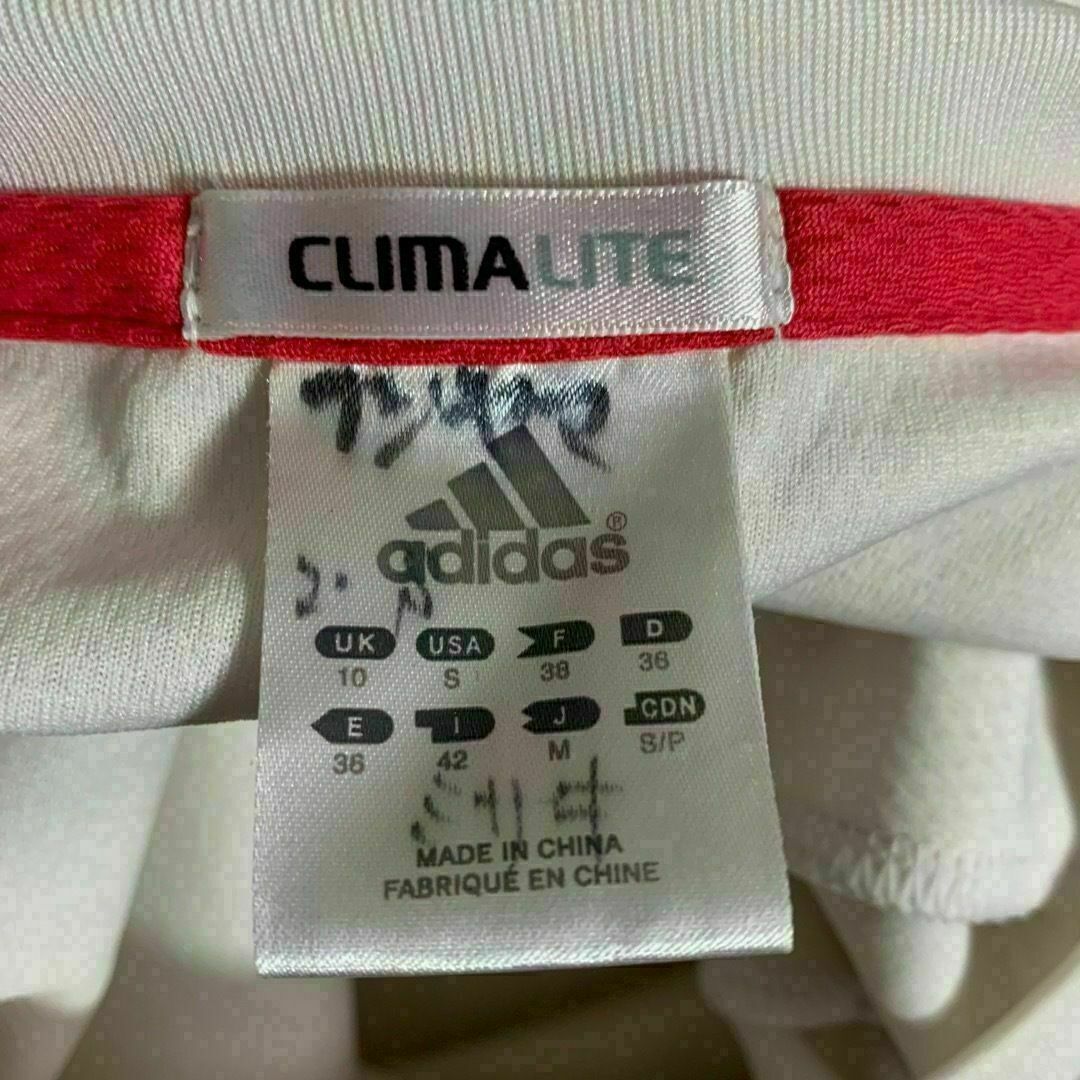 CLIMALITE
adidas®
UK USA F D
10 S 38 36
E I J CDN
36 42 M S/P
MADE IN CHINA
FABRIQUÉ EN CHINE